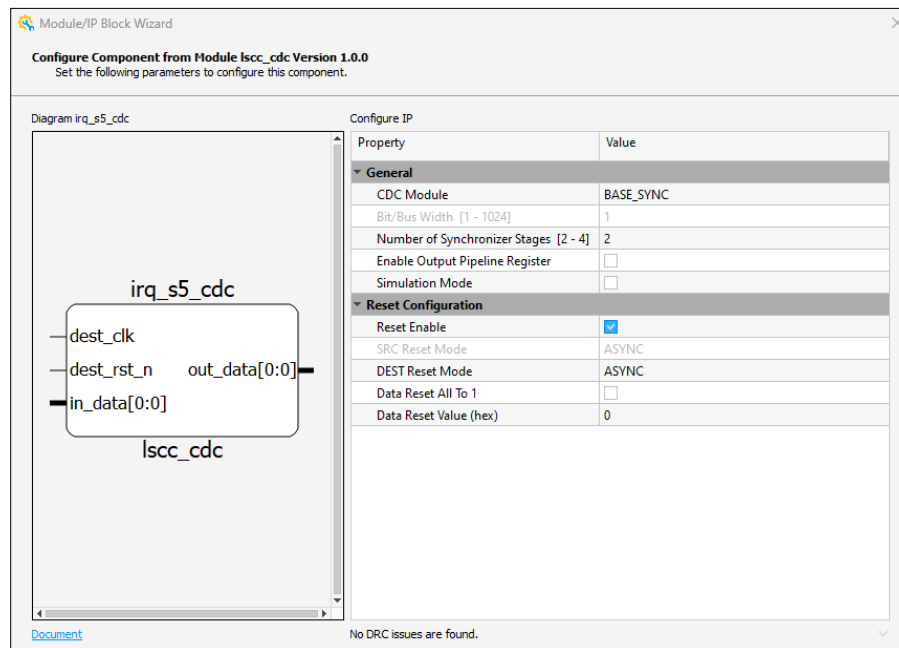 Module/IP Block Wizard
Configure Component from Module lscc_cdc Version 1.0.0
Set the following parameters to configure this component.
Diagram irq_s5_cdc
irq_s5_cdc
dest_clk
dest_rst_n out_data[0:0]
in_data[0:0]
lscc_cdc
Document
Configure IP
Property Value
General
CDC Module BASE_SYNC
Bit/Bus Width [1 - 1024] 1
Number of Synchronizer Stages [2 - 4] 2
Enable Output Pipeline Register
Simulation Mode
Reset Configuration
Reset Enable
SRC Reset Mode ASYNC
DEST Reset Mode ASYNC
Data Reset All To 1
Data Reset Value (hex) 0
No DRC issues are found.